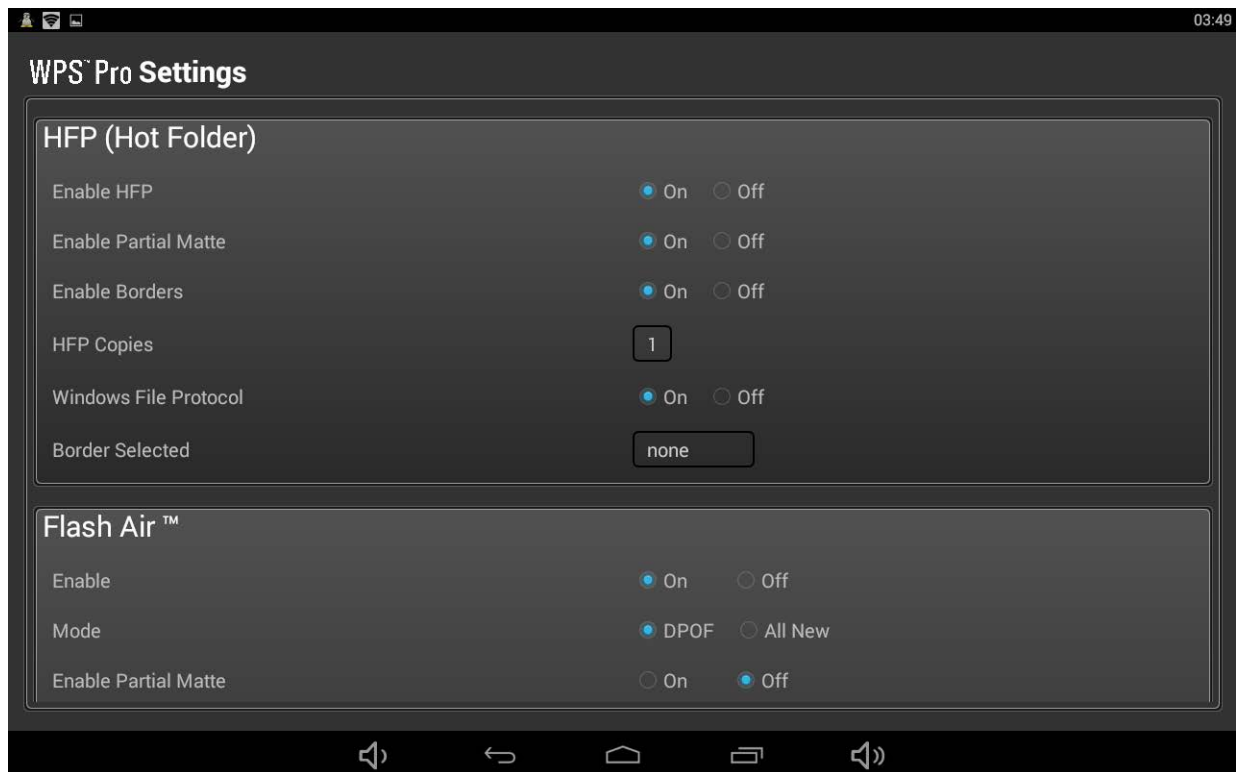 03:49
WPS™ Pro Settings
HFP (Hot Folder)
Enable HFP On Off
Enable Partial Matte On Off
Enable Borders On Off
HFP Copies 1
Windows File Protocol On Off
Border Selected none
Flash Air ™
Enable On Off
Mode DPOF All New
Enable Partial Matte On Off